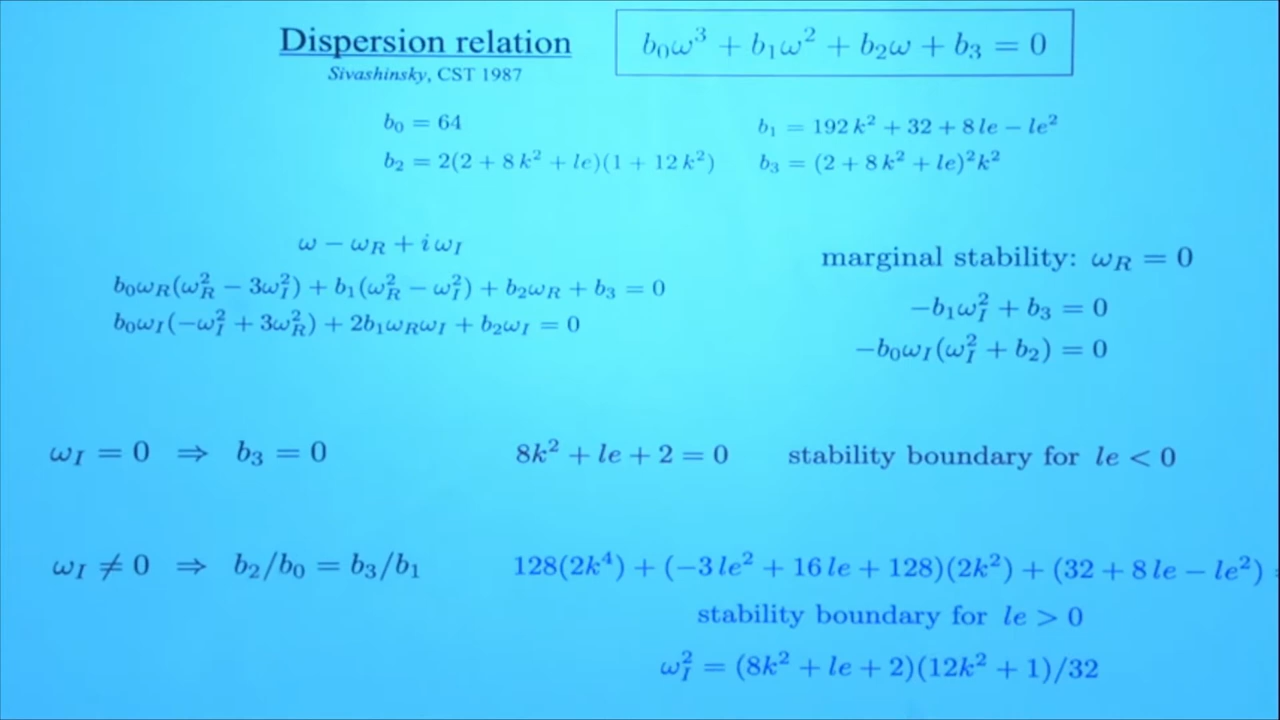 Dispersion relation
b₀ω³ + b₁ω² + b₂ω + b₃ = 0
Sivashinsky, CST 1987
b₀ = 64
b₁ = 192 k² + 32 + 8 le − le²
b₂ = 2(2 + 8 k² + le)(1 + 12 k²)
b₃ = (2 + 8 k² + le)²k²
ω − ω_R + i ω_I
b₀ω_R(ω_R² − 3ω_I²) + b₁(ω_R² − ω_I²) + b₂ω_R + b₃ = 0
b₀ω_I(−ω_I² + 3ω_R²) + 2b₁ω_Rω_I + b₂ω_I = 0
marginal stability: ω_R = 0
−b₁ω_I² + b₃ = 0
−b₀ω_I(ω_I² + b₂) = 0
ω_I = 0 ⇒ b₃ = 0
8k² + le + 2 = 0
stability boundary for le < 0
ω_I ≠ 0 ⇒ b₂/b₀ = b₃/b₁
128(2k⁴) + (−3 le² + 16 le + 128)(2k²) + (32 + 8 le − le²)
stability boundary for le > 0
ω_I² = (8k² + le + 2)(12k² + 1)/32